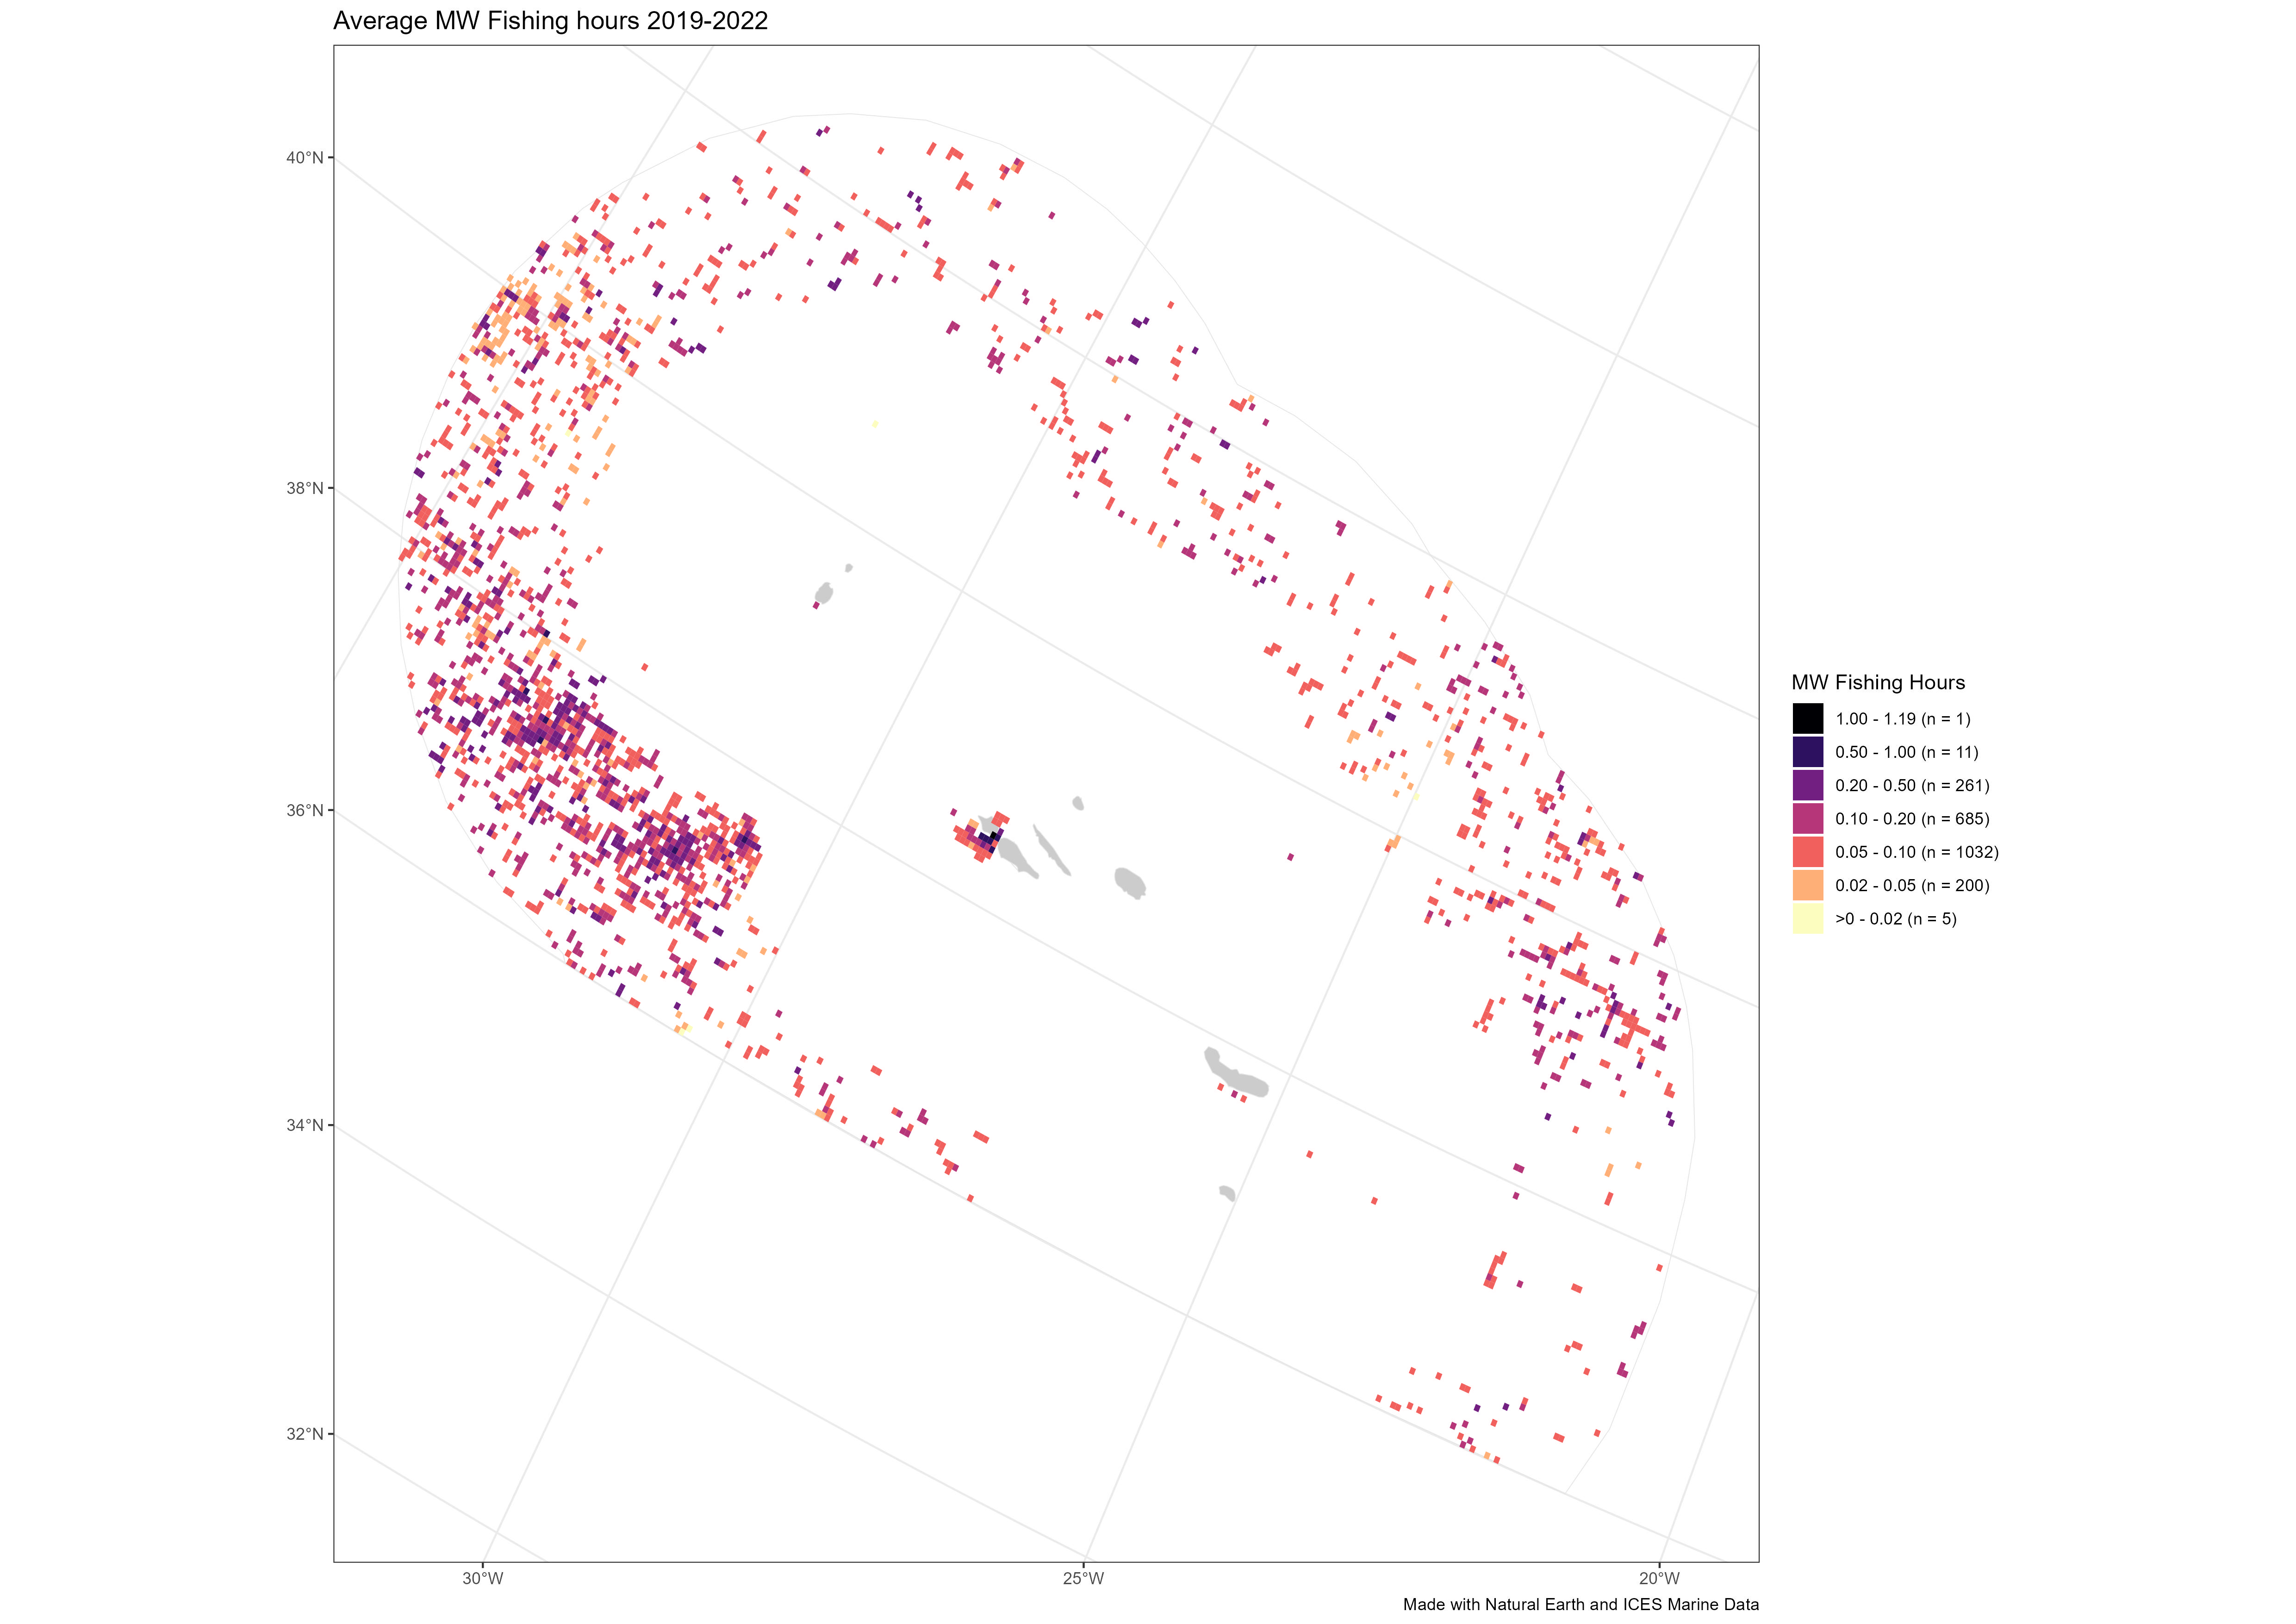 Average MW Fishing hours 2019-2022
40°N
38°N
36°N
34°N
32°N
30°W
25°W
20°W
MW Fishing Hours
1.00 - 1.19 (n = 1)
0.50 - 1.00 (n = 11)
0.20 - 0.50 (n = 261)
0.10 - 0.20 (n = 685)
0.05 - 0.10 (n = 1032)
0.02 - 0.05 (n = 200)
>0 - 0.02 (n = 5)
Made with Natural Earth and ICES Marine Data